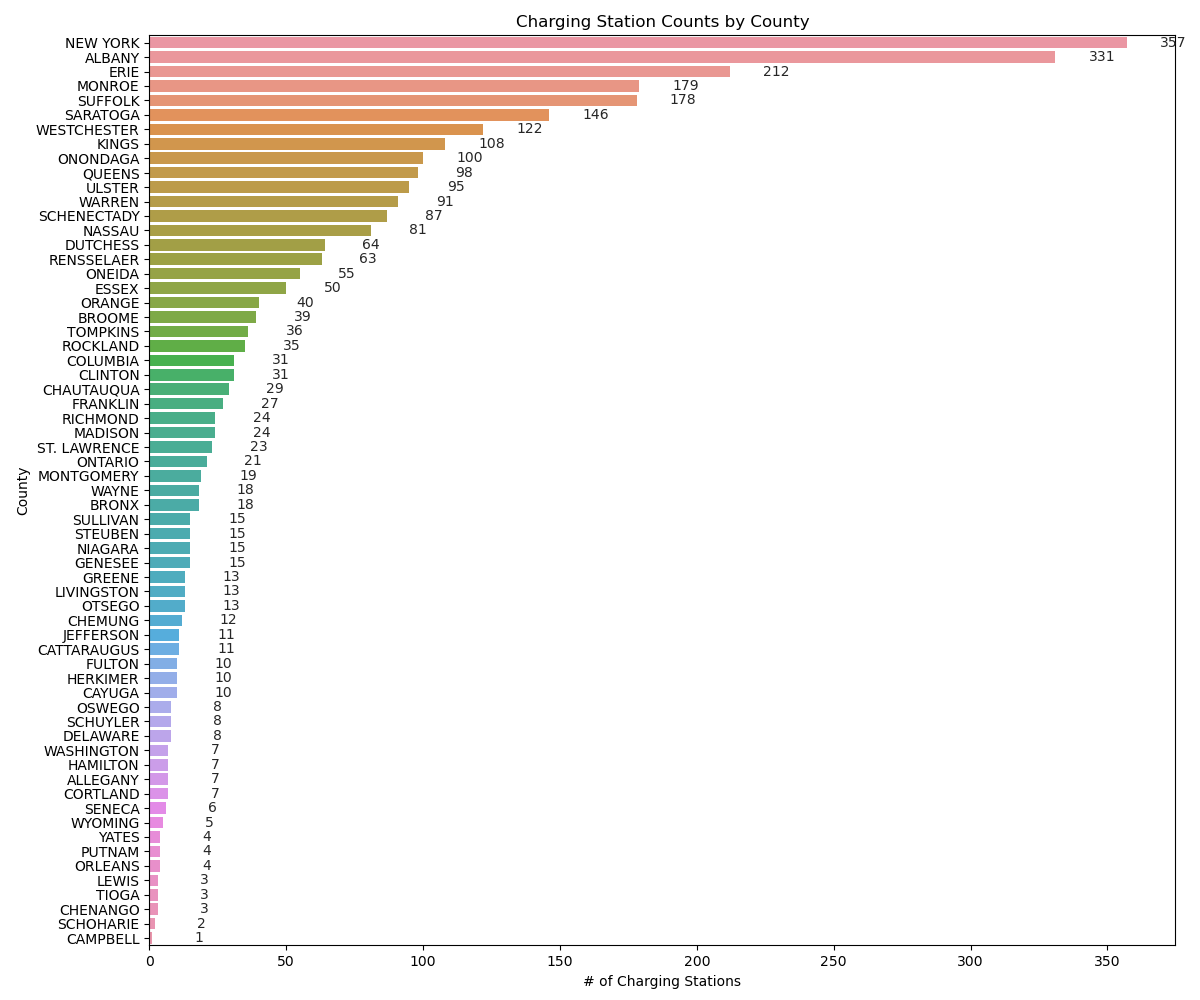 Charging Station Counts by County
NEW YORK 357
ALBANY 331
ERIE 212
MONROE 179
SUFFOLK 178
SARATOGA 146
WESTCHESTER 122
KINGS 108
ONONDAGA 100
QUEENS 98
ULSTER 95
WARREN 91
SCHENECTADY 87
NASSAU 81
DUTCHESS 64
RENSSELAER 63
ONEIDA 55
ESSEX 50
ORANGE 40
BROOME 39
TOMPKINS 36
ROCKLAND 35
COLUMBIA 31
CLINTON 31
CHAUTAUQUA 29
FRANKLIN 27
RICHMOND 24
MADISON 24
ST. LAWRENCE 23
ONTARIO 21
MONTGOMERY 19
WAYNE 18
BRONX 18
SULLIVAN 15
STEUBEN 15
NIAGARA 15
GENESEE 15
GREENE 13
LIVINGSTON 13
OTSEGO 13
CHEMUNG 12
JEFFERSON 11
CATTARAUGUS 11
FULTON 10
HERKIMER 10
CAYUGA 10
OSWEGO 8
SCHUYLER 8
DELAWARE 8
WASHINGTON 7
HAMILTON 7
ALLEGANY 7
CORTLAND 7
SENECA 6
WYOMING 5
YATES 4
PUTNAM 4
ORLEANS 4
LEWIS 3
TIOGA 3
CHENANGO 3
SCHOHARIE 2
CAMPBELL 1
County
0 50 100 150 200 250 300 350
# of Charging Stations